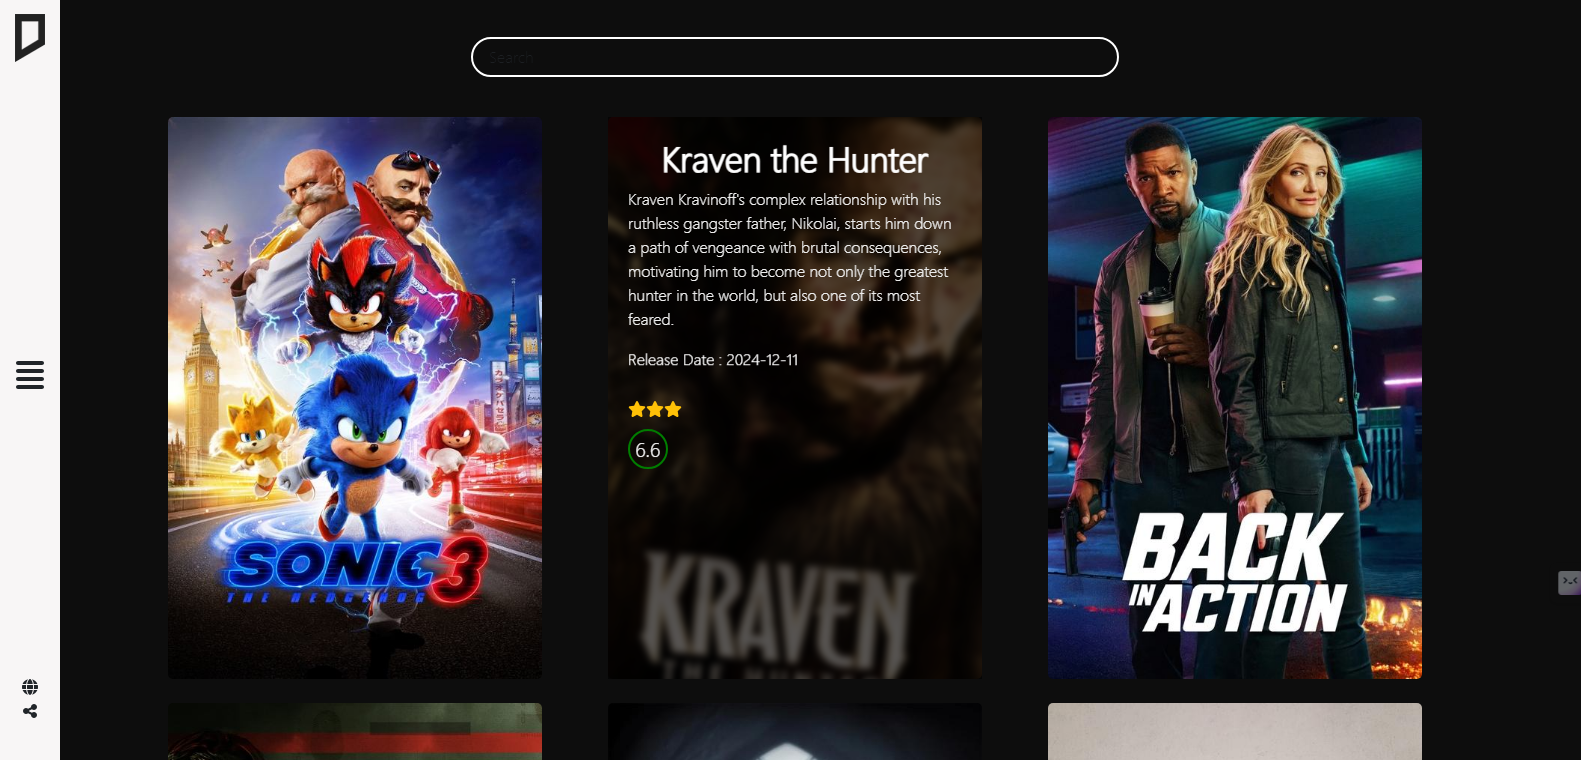 Search
SONIC 3
THE HEDGEHOG
Kraven the Hunter
Kraven Kravinoff's complex relationship with his
ruthless gangster father, Nikolai, starts him down
a path of vengeance with brutal consequences,
motivating him to become not only the greatest
hunter in the world, but also one of its most
feared.
Release Date : 2024-12-11
6.6
KRAVEN
THE HUNTER
BACK
IN ACTION